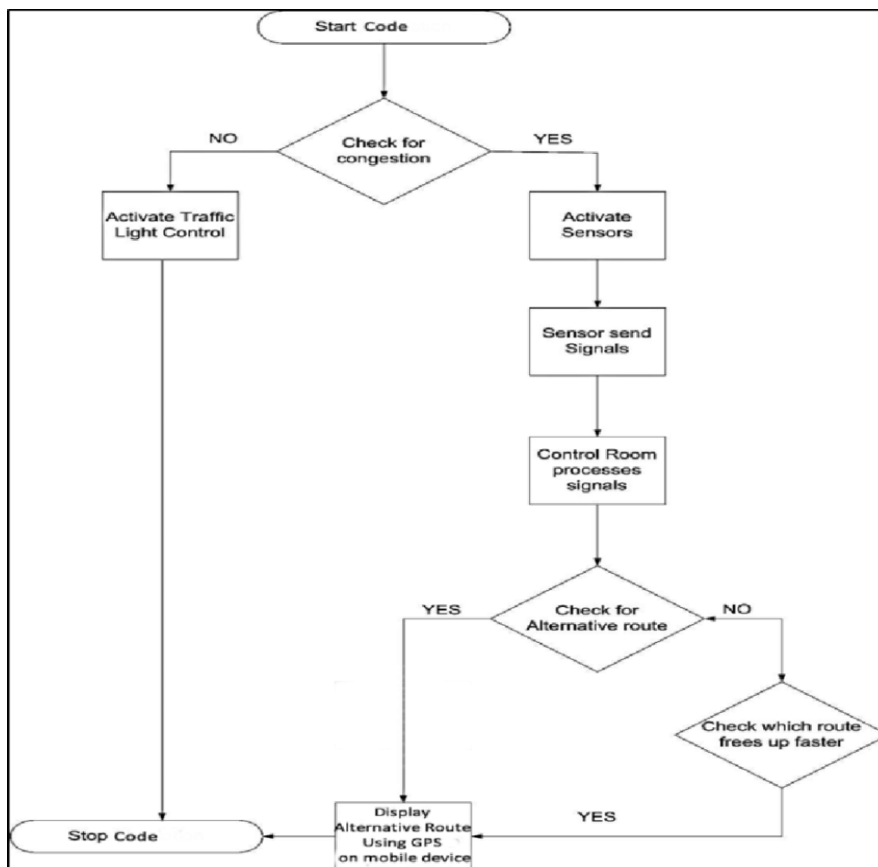 Start Code
NO
Check for
congestion
YES
Activate Traffic
Light Control
Activate
Sensors
Sensor send
Signals
Control Room
processes
signals
YES
Check for
Alternative route
NO
Check which route
frees up faster
YES
Display
Alternative Route
Using GPS
on mobile device
Stop Code